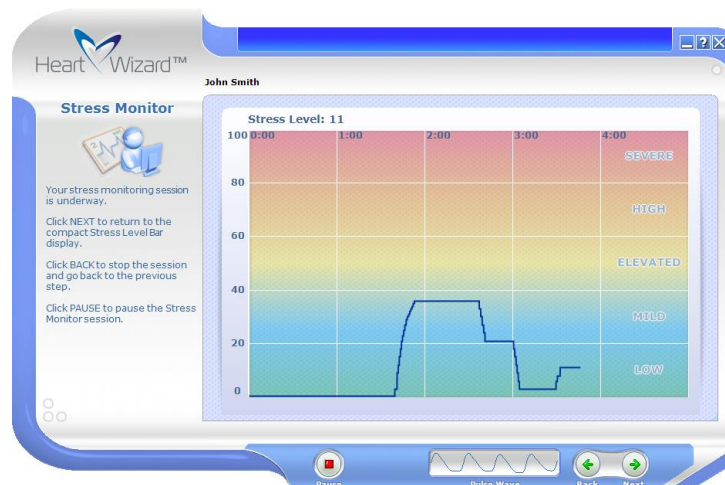 Heart Wizard™
? X
John Smith
Stress Monitor
Your stress monitoring session
is underway.
Click NEXT to return to the
compact Stress Level Bar
display.
Click BACK to stop the session
and go back to the previous
step.
Click PAUSE to pause the Stress
Monitor session.
Stress Level: 11
100 0:00 1:00 2:00 3:00 4:00
SEVERE
80
HIGH
60
ELEVATED
40
MILD
20
LOW
0
Pause Pulse Wave Back Next